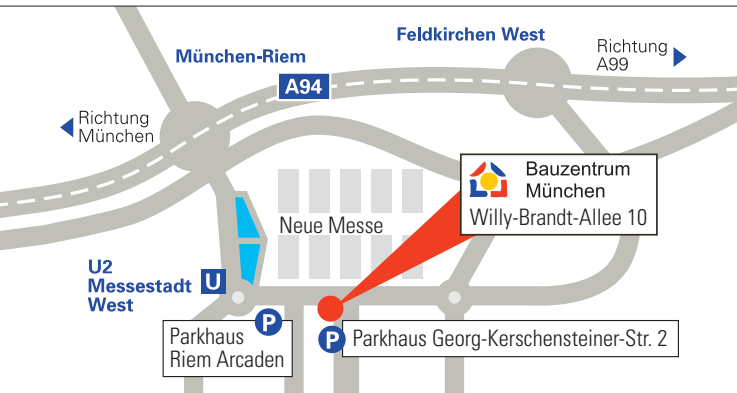 Feldkirchen West
München-Riem
Richtung
A99
A94
Richtung
München
Bauzentrum
München
Willy-Brandt-Allee 10
Neue Messe
U2
Messestadt
West
U
P
Parkhaus
Riem Arcaden
P
Parkhaus Georg-Kerschensteiner-Str. 2